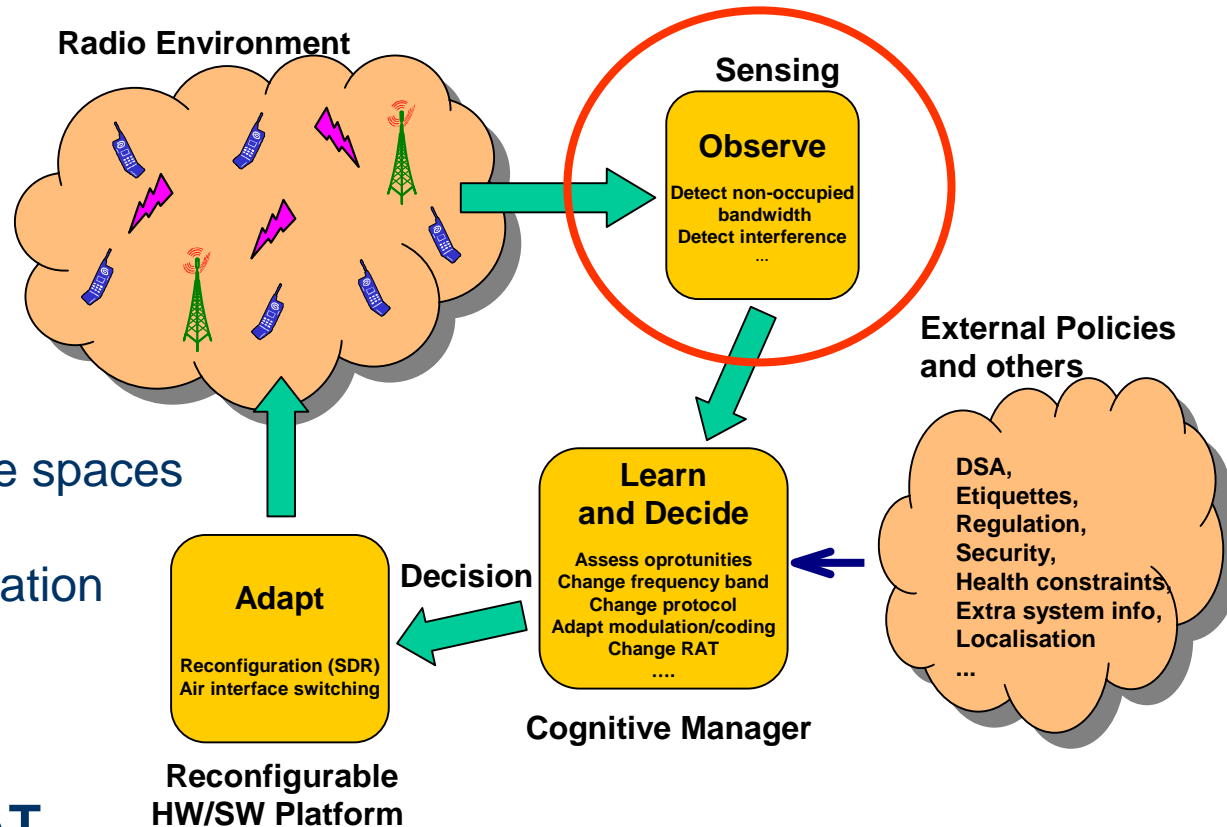 Radio Environment
Sensing
Observe
Detect non-occupied
bandwidth
Detect interference
...
External Policies
and others
DSA,
Etiquettes,
Regulation,
Security,
Health constraints,
Extra system info,
Localisation
...
Learn
and Decide
Assess oprotunities
Change frequency band
Change protocol
Adapt modulation/coding
Change RAT
....
Cognitive Manager
Decision
Adapt
Reconfiguration (SDR)
Air interface switching
Reconfigurable
HW/SW Platform
spaces